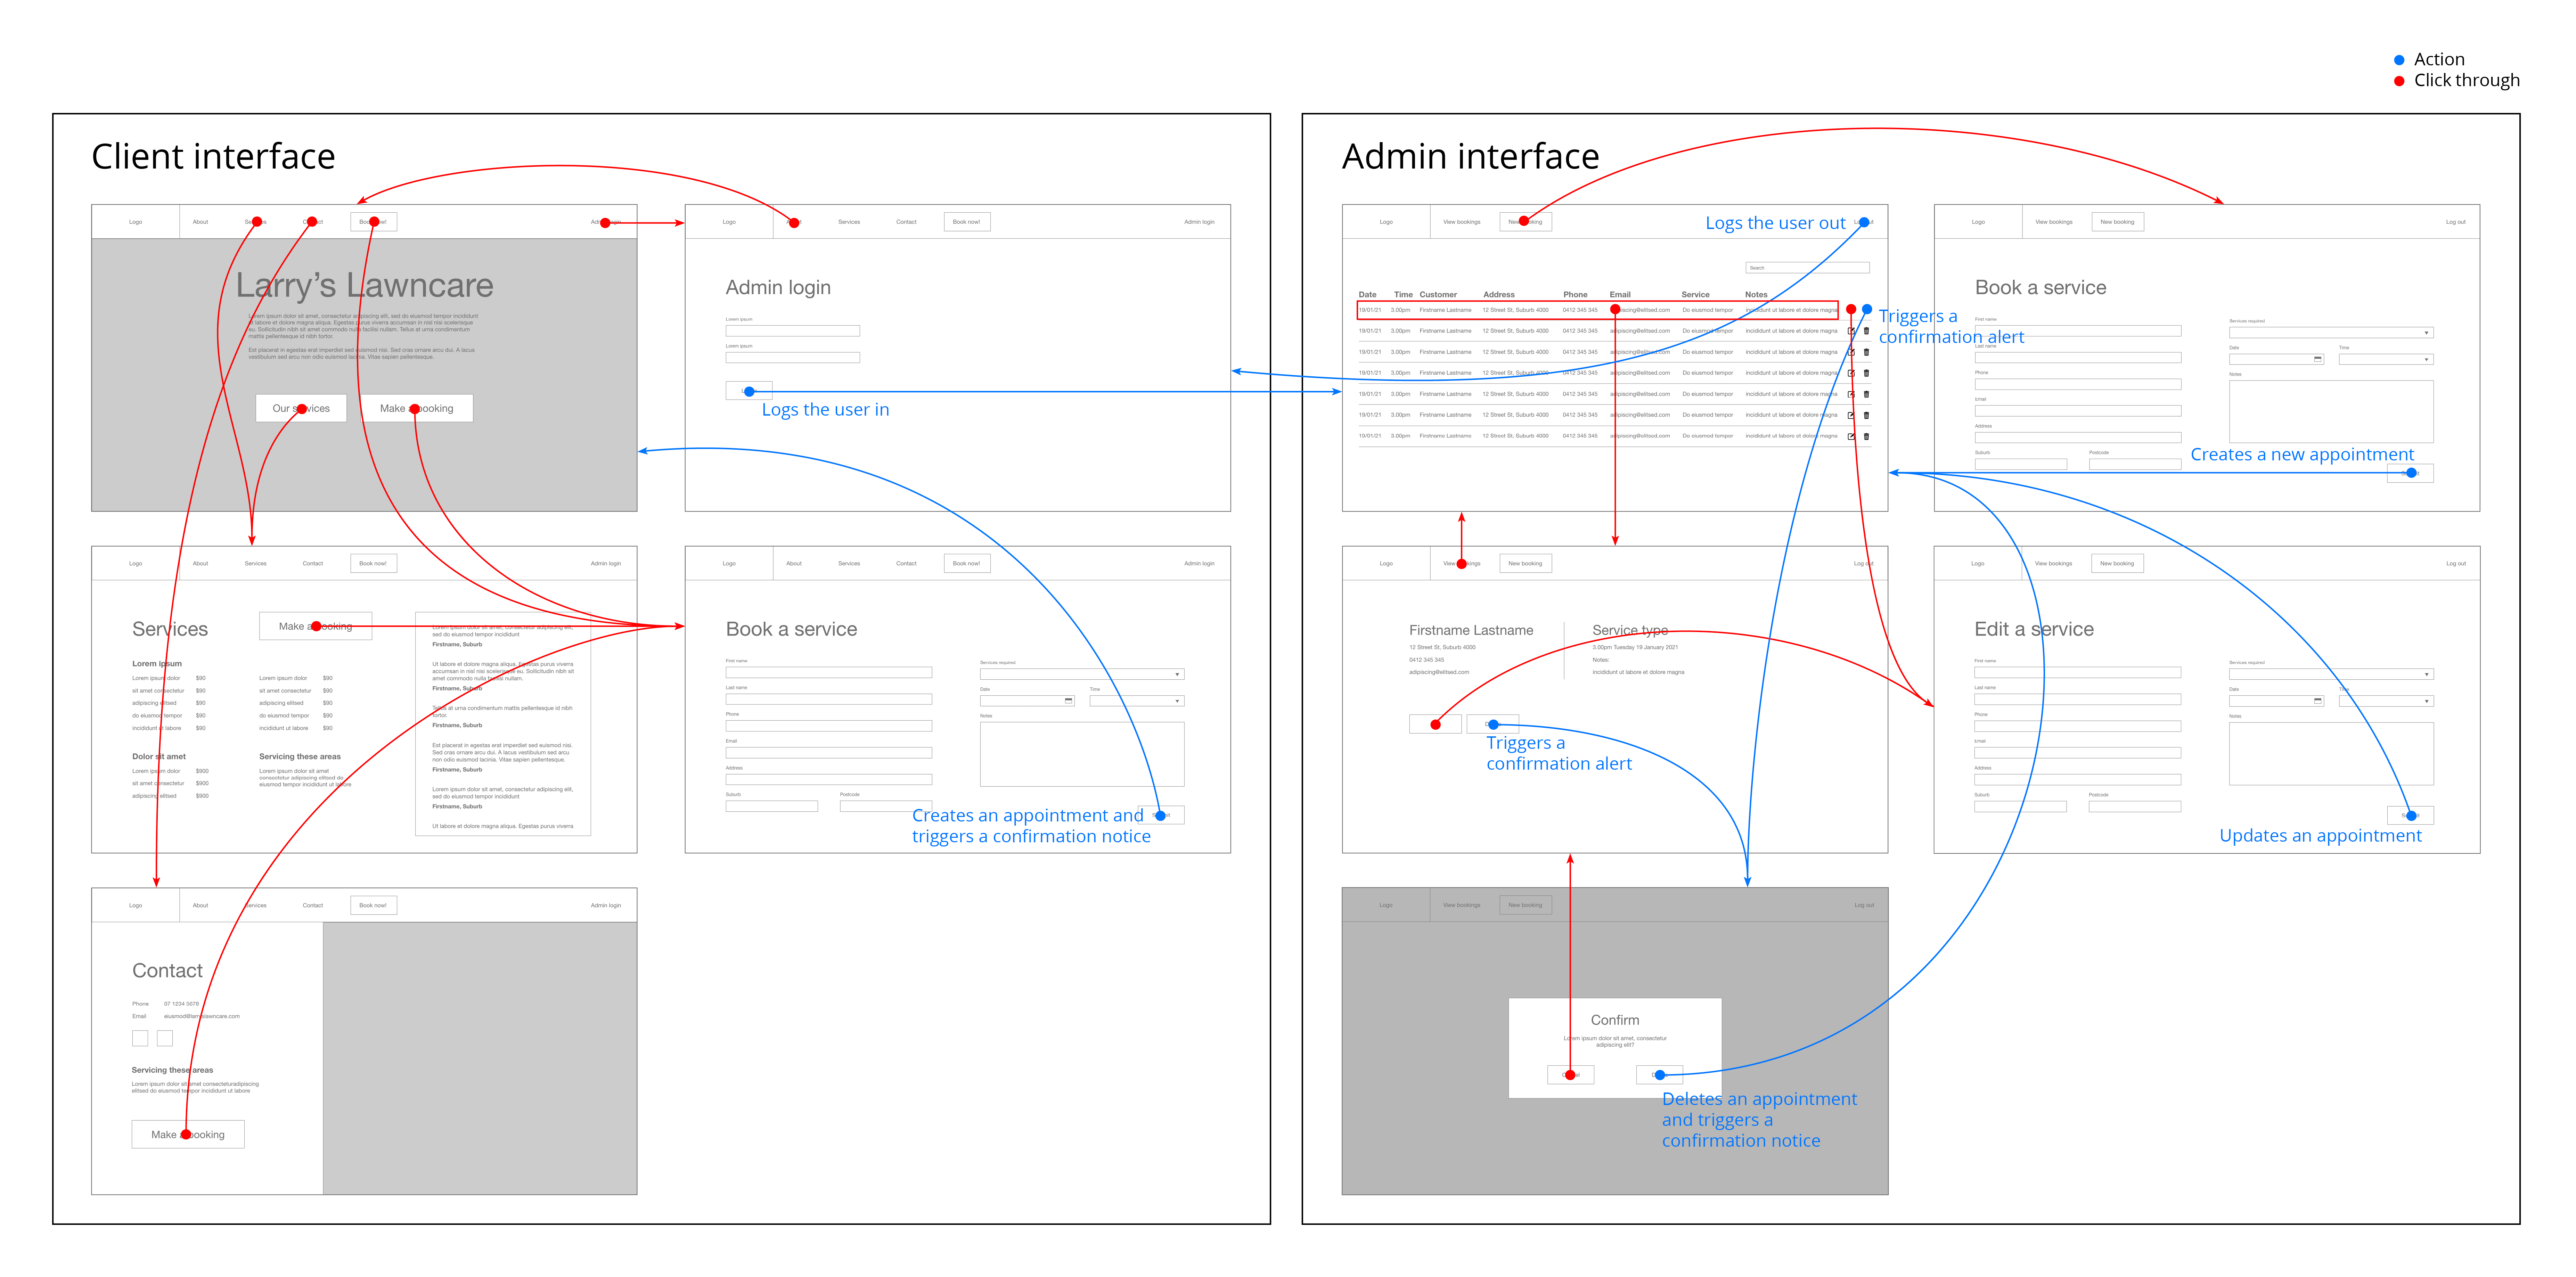 Action
Click through
Client interface
Logo About Book now!
Larry's Lawncare
Lorem ipsum dolor sit amet, consectetur adipiscing elit, sed do eiusmod tempor incididunt
ut labore et dolore magna aliqua. Egestas purus viverra accumsan in nisl nisi scelerisque
eu. Sollicitudin nibh sit amet commodo nulla facilisi nullam. Tellus at urna condimentum
mattis pellentesque id nibh tortor.
Est placerat in egestas erat imperdiet sed euismod nisi. Sed cras ornare arcu dui. A lacus
vestibulum sed arcu non odio euismod lacinia. Vitae sapien pellentesque.
Our services Make a booking
Logo Services Contact Book now! Admin login
Admin login
Lorem ipsum
Lorem ipsum
Logs the user in
Logo About Services Contact Book now! Admin login
Services
Make a booking
Lorem ipsum
Lorem ipsum dolor $90
sit amet consectetur $90
adipiscing elitsed $90
do eiusmod tempor $90
incididunt ut labore $90
Lorem ipsum dolor $90
sit amet consectetur $90
adipiscing elitsed $90
do eiusmod tempor $90
incididunt ut labore $90
Dolor sit amet
Lorem ipsum dolor $900
sit amet consectetur $900
adipiscing elitsed $900
Servicing these areas
Lorem ipsum dolor sit amet
consectetur adipiscing elitsed do
eiusmod tempor incididunt ut labore
Lorem ipsum dolor sit amet, consectetur adipiscing elit,
sed do eiusmod tempor incididunt
Firstname, Suburb
Ut labore et dolore magna aliqua. Egestas purus viverra
accumsan in nisl nisi scelerisque eu. Sollicitudin nibh sit
amet commodo nulla facilisi nullam.
Firstname, Suburb
Tellus at urna condimentum mattis pellentesque id nibh
tortor.
Firstname, Suburb
Est placerat in egestas erat imperdiet sed euismod nisi.
Sed cras ornare arcu dui. A lacus vestibulum sed arcu
non odio euismod lacinia. Vitae sapien pellentesque.
Firstname, Suburb
Lorem ipsum dolor sit amet, consectetur adipiscing elit,
sed do eiusmod tempor incididunt
Firstname, Suburb
Ut labore et dolore magna aliqua. Egestas purus viverra
Logo About Services Contact Book now! Admin login
Book a service
First name
Last name
Phone
Email
Address
Suburb Postcode
Services required
Date Time
Notes
Creates an appointment and
triggers a confirmation notice
Logo About Services Contact Book now! Admin login
Contact
Phone 07 1234 5678
Email eiusmod@larryslawncare.com
Servicing these areas
Lorem ipsum dolor sit amet consecteturadipiscing
elitsed do eiusmod tempor incididunt ut labore
Make a booking
Admin interface
Logo View bookings New booking
Logs the user out
Search
Date Time Customer Address Phone Email Service Notes
19/01/21 3.00pm Firstname Lastname 12 Street St, Suburb 4000 0412 345 345 adipiscing@elitsed.com Do eiusmod tempor incididunt ut labore et dolore magna
19/01/21 3.00pm Firstname Lastname 12 Street St, Suburb 4000 0412 345 345 adipiscing@elitsed.com Do eiusmod tempor incididunt ut labore et dolore magna
19/01/21 3.00pm Firstname Lastname 12 Street St, Suburb 4000 0412 345 345 adipiscing@elitsed.com Do eiusmod tempor incididunt ut labore et dolore magna
19/01/21 3.00pm Firstname Lastname 12 Street St, Suburb 4000 0412 345 345 adipiscing@elitsed.com Do eiusmod tempor incididunt ut labore et dolore magna
19/01/21 3.00pm Firstname Lastname 12 Street St, Suburb 4000 0412 345 345 adipiscing@elitsed.com Do eiusmod tempor incididunt ut labore et dolore magna
19/01/21 3.00pm Firstname Lastname 12 Street St, Suburb 4000 0412 345 345 adipiscing@elitsed.com Do eiusmod tempor incididunt ut labore et dolore magna
19/01/21 3.00pm Firstname Lastname 12 Street St, Suburb 4000 0412 345 345 adipiscing@elitsed.com Do eiusmod tempor incididunt ut labore et dolore magna
Triggers a
confirmation alert
Logo View bookings New booking Log out
Book a service
First name
Last name
Phone
Email
Address
Suburb Postcode
Services required
Date Time
Notes
Creates a new appointment
Logo View bookings New booking Log out
Firstname Lastname
12 Street St, Suburb 4000
0412 345 345
adipiscing@elitsed.com
Service type
3.00pm Tuesday 19 January 2021
Notes:
incididunt ut labore et dolore magna
Triggers a
confirmation alert
Logo View bookings New booking Log out
Edit a service
First name
Last name
Phone
Email
Address
Suburb Postcode
Services required
Date Time
Notes
Updates an appointment
Logo View bookings New booking Log out
Confirm
Lorem ipsum dolor sit amet, consectetur
adipiscing elit?
Deletes an appointment
and triggers a
confirmation notice